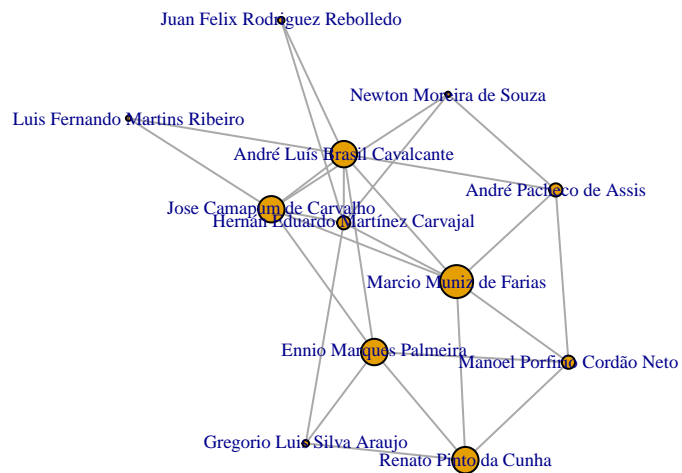 Juan Felix Rodriguez Rebolledo
Newton Moreira de Souza
Luis Fernando Martins Ribeiro
André Luís Brasil Cavalcante
André Pacheco de Assis
Jose Camapum de Carvalho
Hernán Eduardo Martínez Carvajal
Marcio Muniz de Farias
Ennio Marques Palmeira
Manoel Porfirio Cordão Neto
Gregorio Luis Silva Araujo
Renato Pinto da Cunha